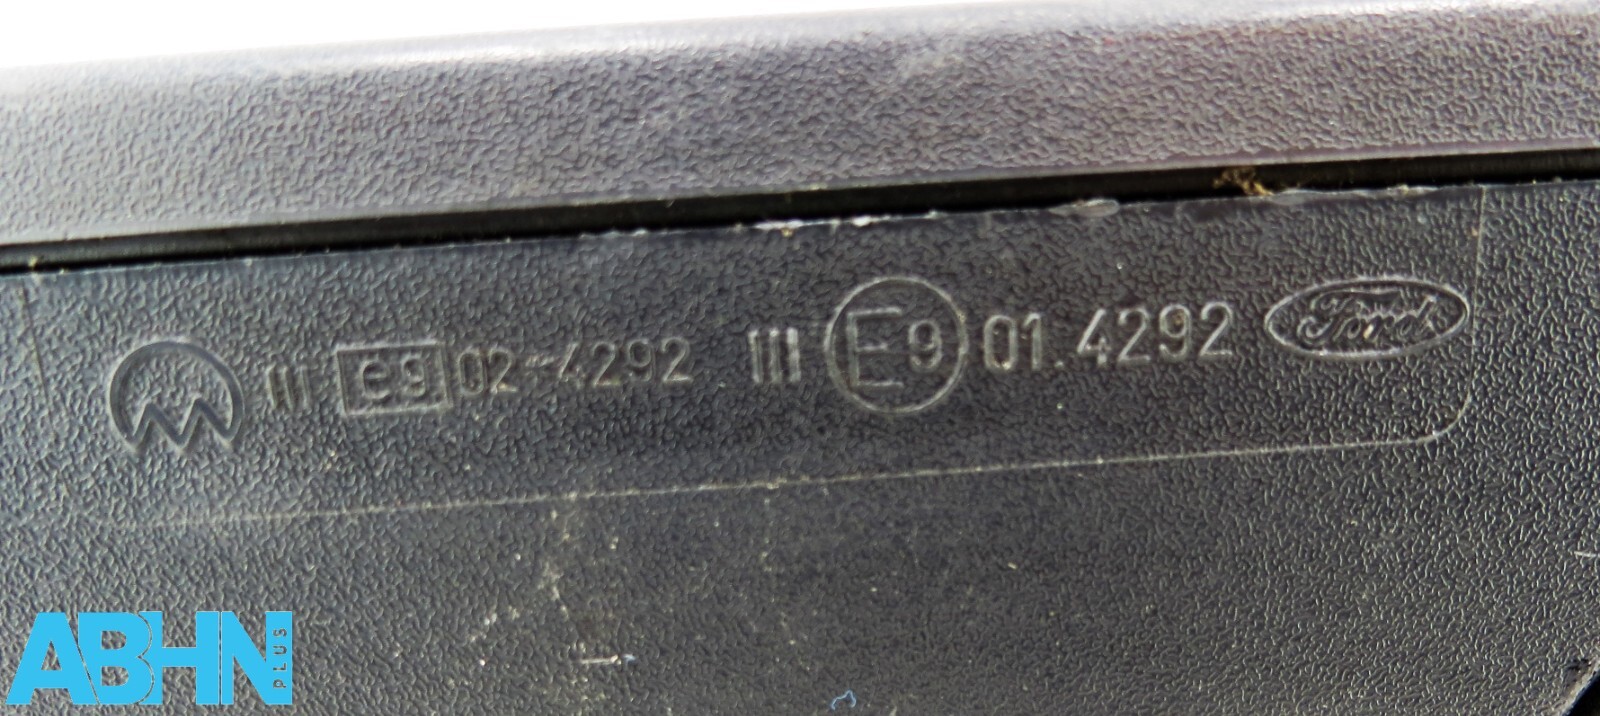 III e9 02-4292 III E9 01.4292 Ford
ABHN PLUS